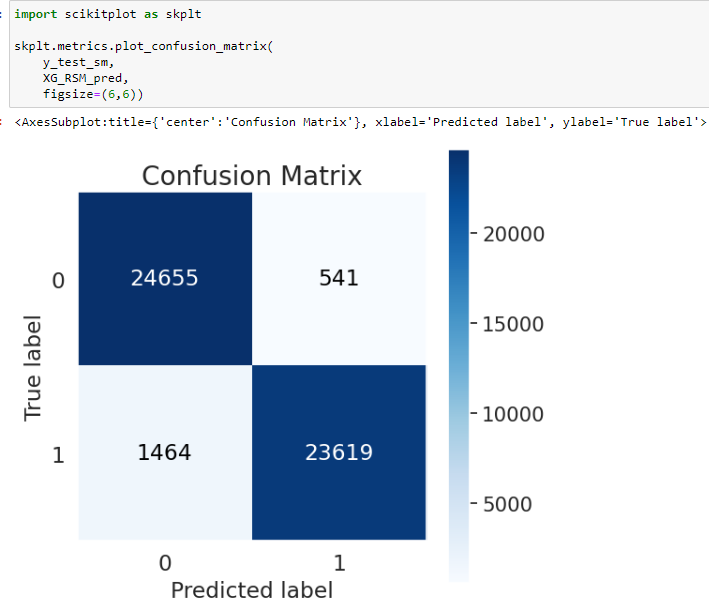 import scikitplot as skplt
skplt.metrics.plot_confusion_matrix(
y_test_sm,
XG_RSM_pred,
figsize=(6,6))
<AxesSubplot:title={'center':'Confusion Matrix'}, xlabel='Predicted label', ylabel='True label'>
Confusion Matrix
0
24655
541
20000
15000
True label
1
1464
23619
10000
5000
0
1
Predicted label